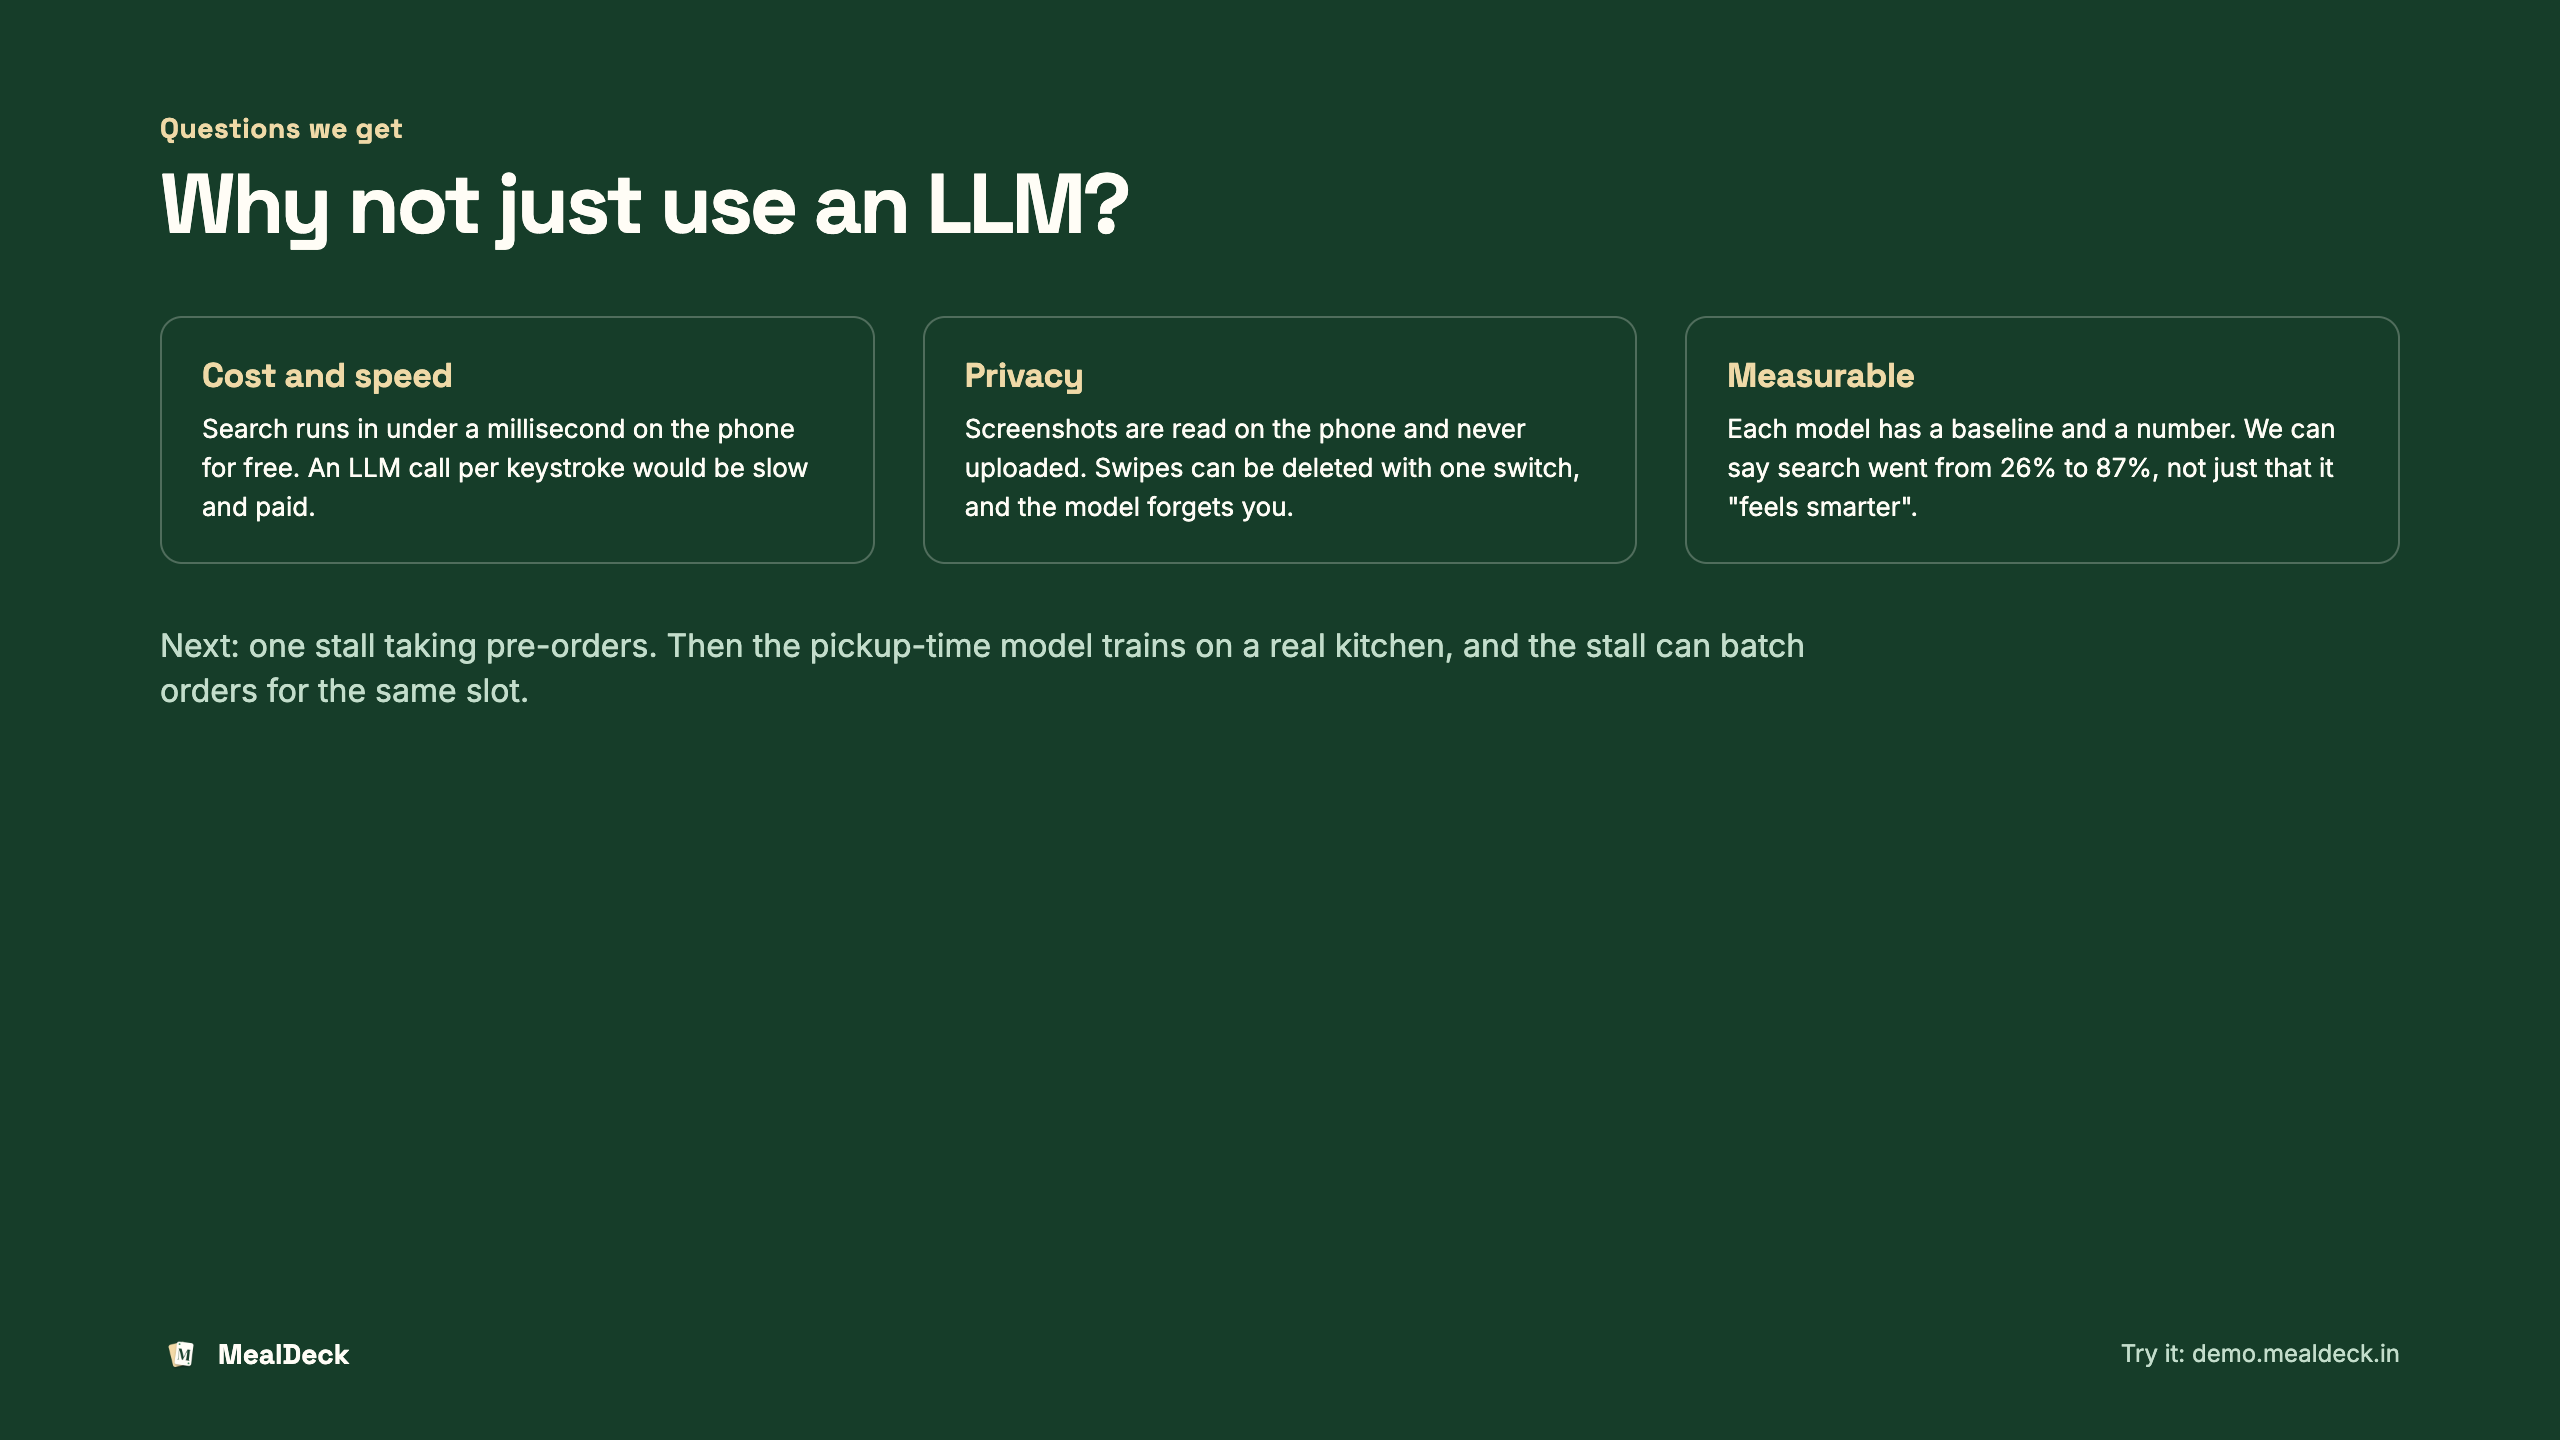 Questions we get
Why not just use an LLM?
Cost and speed
Search runs in under a millisecond on the phone
for free. An LLM call per keystroke would be slow
and paid.
Privacy
Screenshots are read on the phone and never
uploaded. Swipes can be deleted with one switch,
and the model forgets you.
Measurable
Each model has a baseline and a number. We can
say search went from 26% to 87%, not just that it
"feels smarter".
Next: one stall taking pre-orders. Then the pickup-time model trains on a real kitchen, and the stall can batch
orders for the same slot.
M
MealDeck
Try it: demo.mealdeck.in